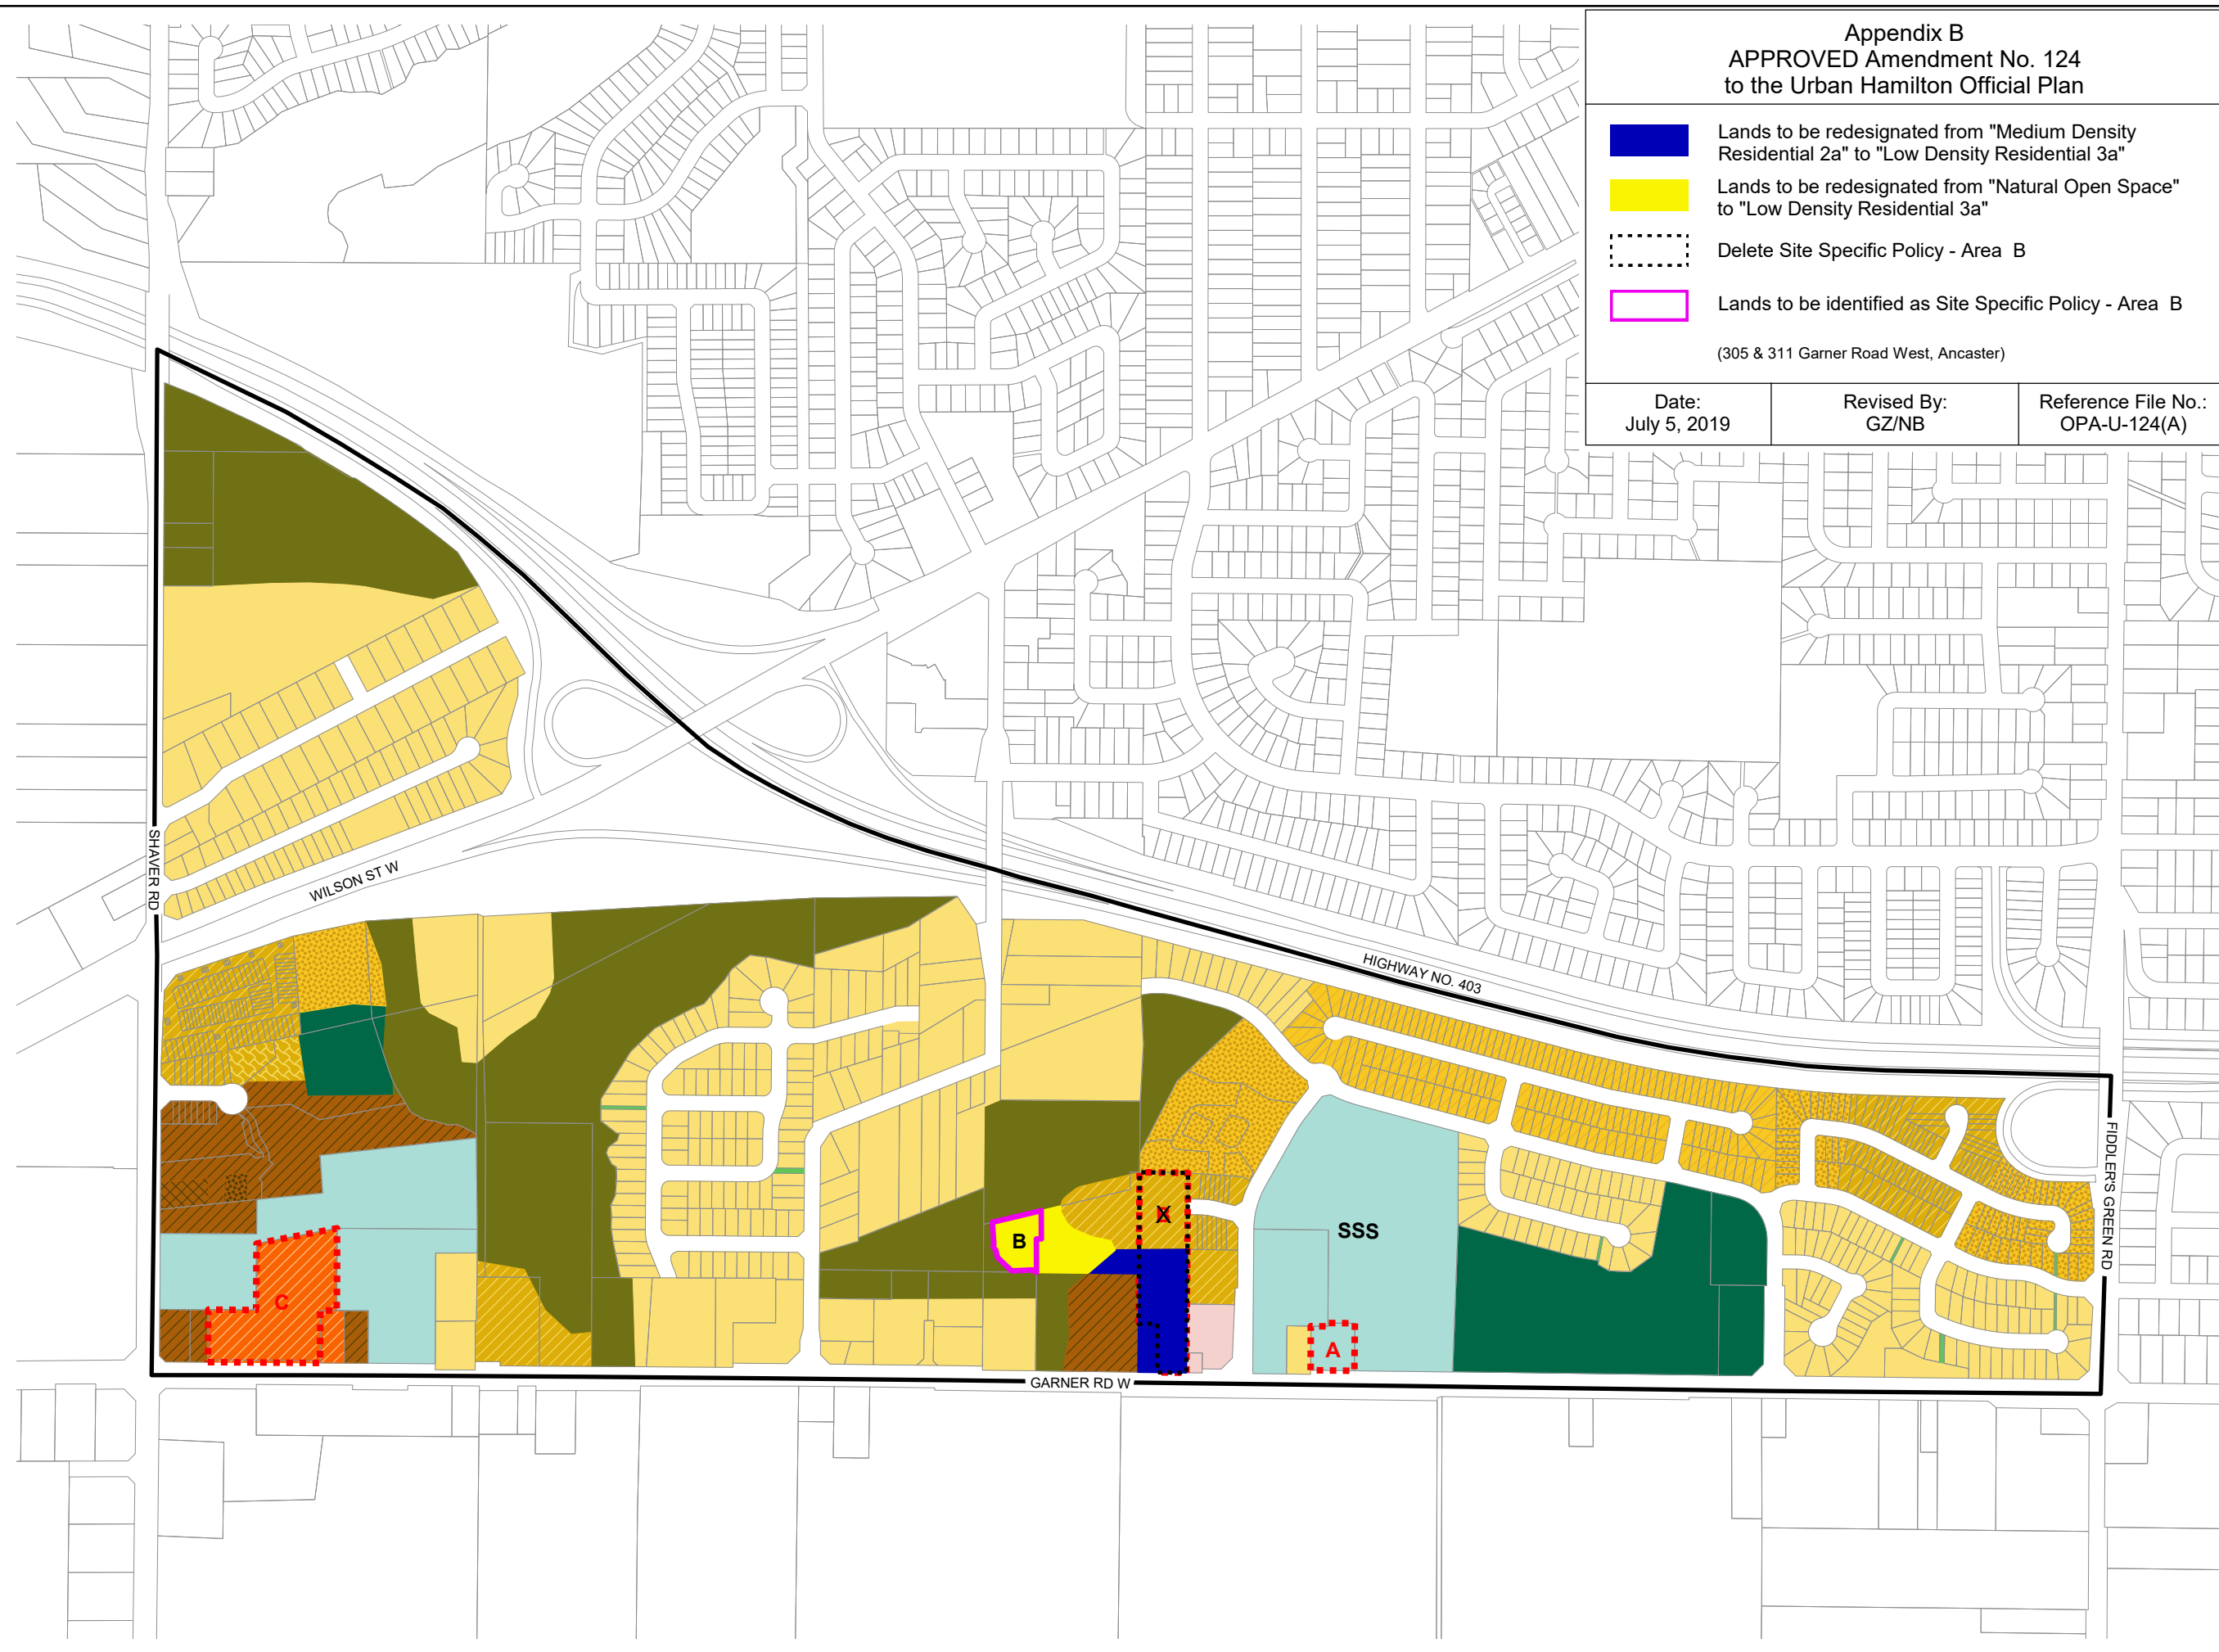 Appendix B
APPROVED Amendment No. 124
to the Urban Hamilton Official Plan
Lands to be redesignated from "Medium Density
Residential 2a" to "Low Density Residential 3a"
Lands to be redesignated from "Natural Open Space"
to "Low Density Residential 3a"
Delete Site Specific Policy - Area B
Lands to be identified as Site Specific Policy - Area B
(305 & 311 Garner Road West, Ancaster)
Date:
July 5, 2019
Revised By:
GZ/NB
Reference File No.:
OPA-U-124(A)
SHAVER RD
WILSON ST W
HIGHWAY NO. 403
FIDDLER'S GREEN RD
X
SSS
B
C
A
GARNER RD W